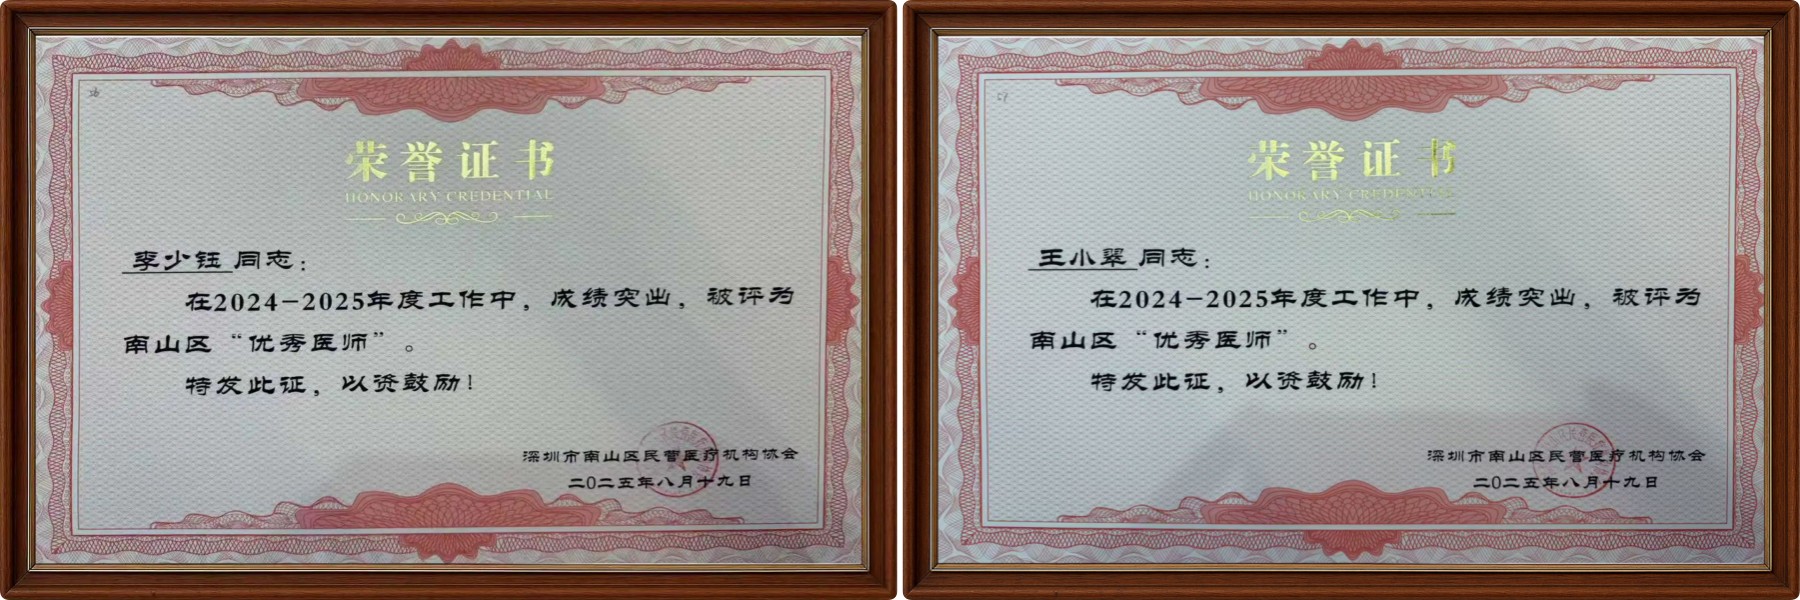 荣誉证书
HONORARY CREDENTIAL
李少钰同志：
在2024-2025年度工作中，成绩突出，被评为
南山区“优秀医师”。
特发此证，以资鼓励！
深圳市南山区民营医疗机构协会
二〇二五年八月十九日
荣誉证书
HONORARY CREDENTIAL
王小翠同志：
在2024-2025年度工作中，成绩突出，被评为
南山区“优秀医师”。
特发此证，以资鼓励！
深圳市南山区民营医疗机构协会
二〇二五年八月十九日